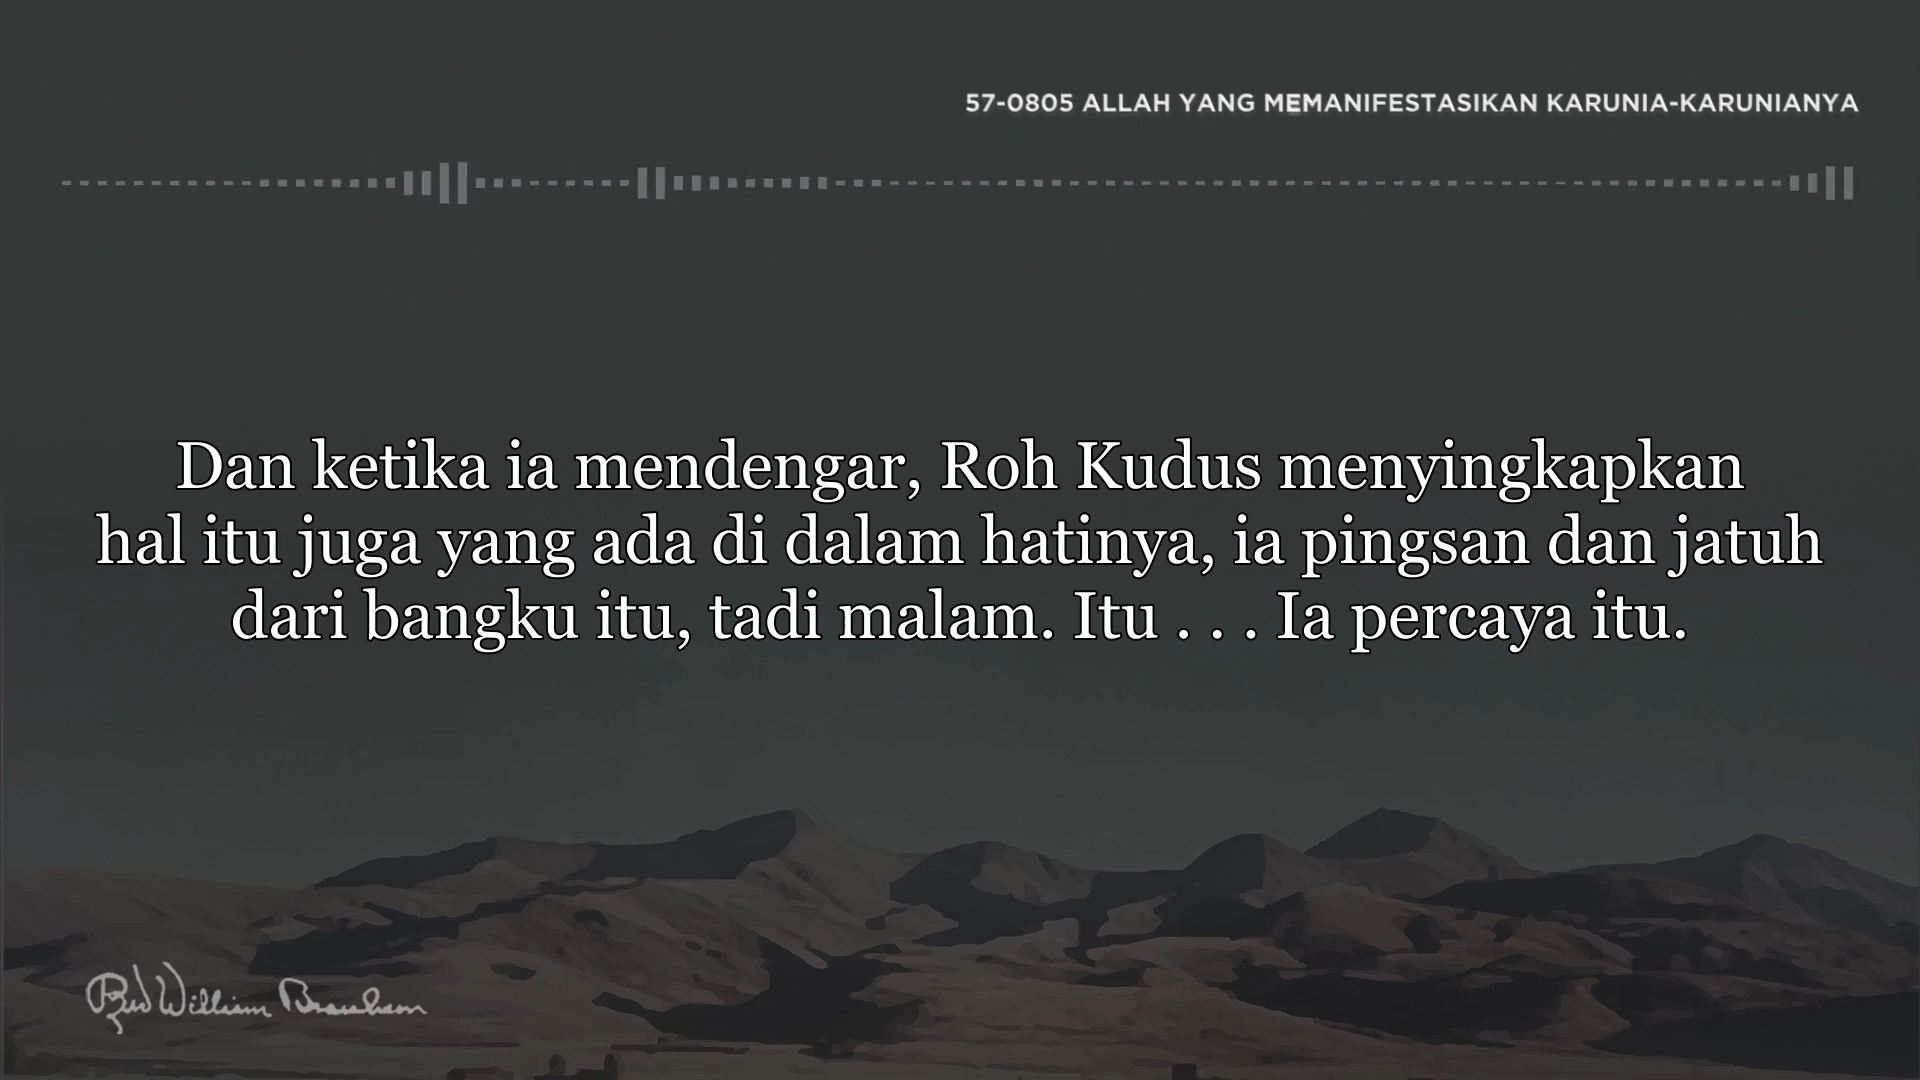 57-0805 ALLAH YANG MEMANIFESTASIKAN KARUNIA-KARUNIANYA
Dan ketika ia mendengar, Roh Kudus menyingkapkan
hal itu juga yang ada di dalam hatinya, ia pingsan dan jatuh
dari bangku itu, tadi malam. Itu . . . Ia percaya itu.
William Branham